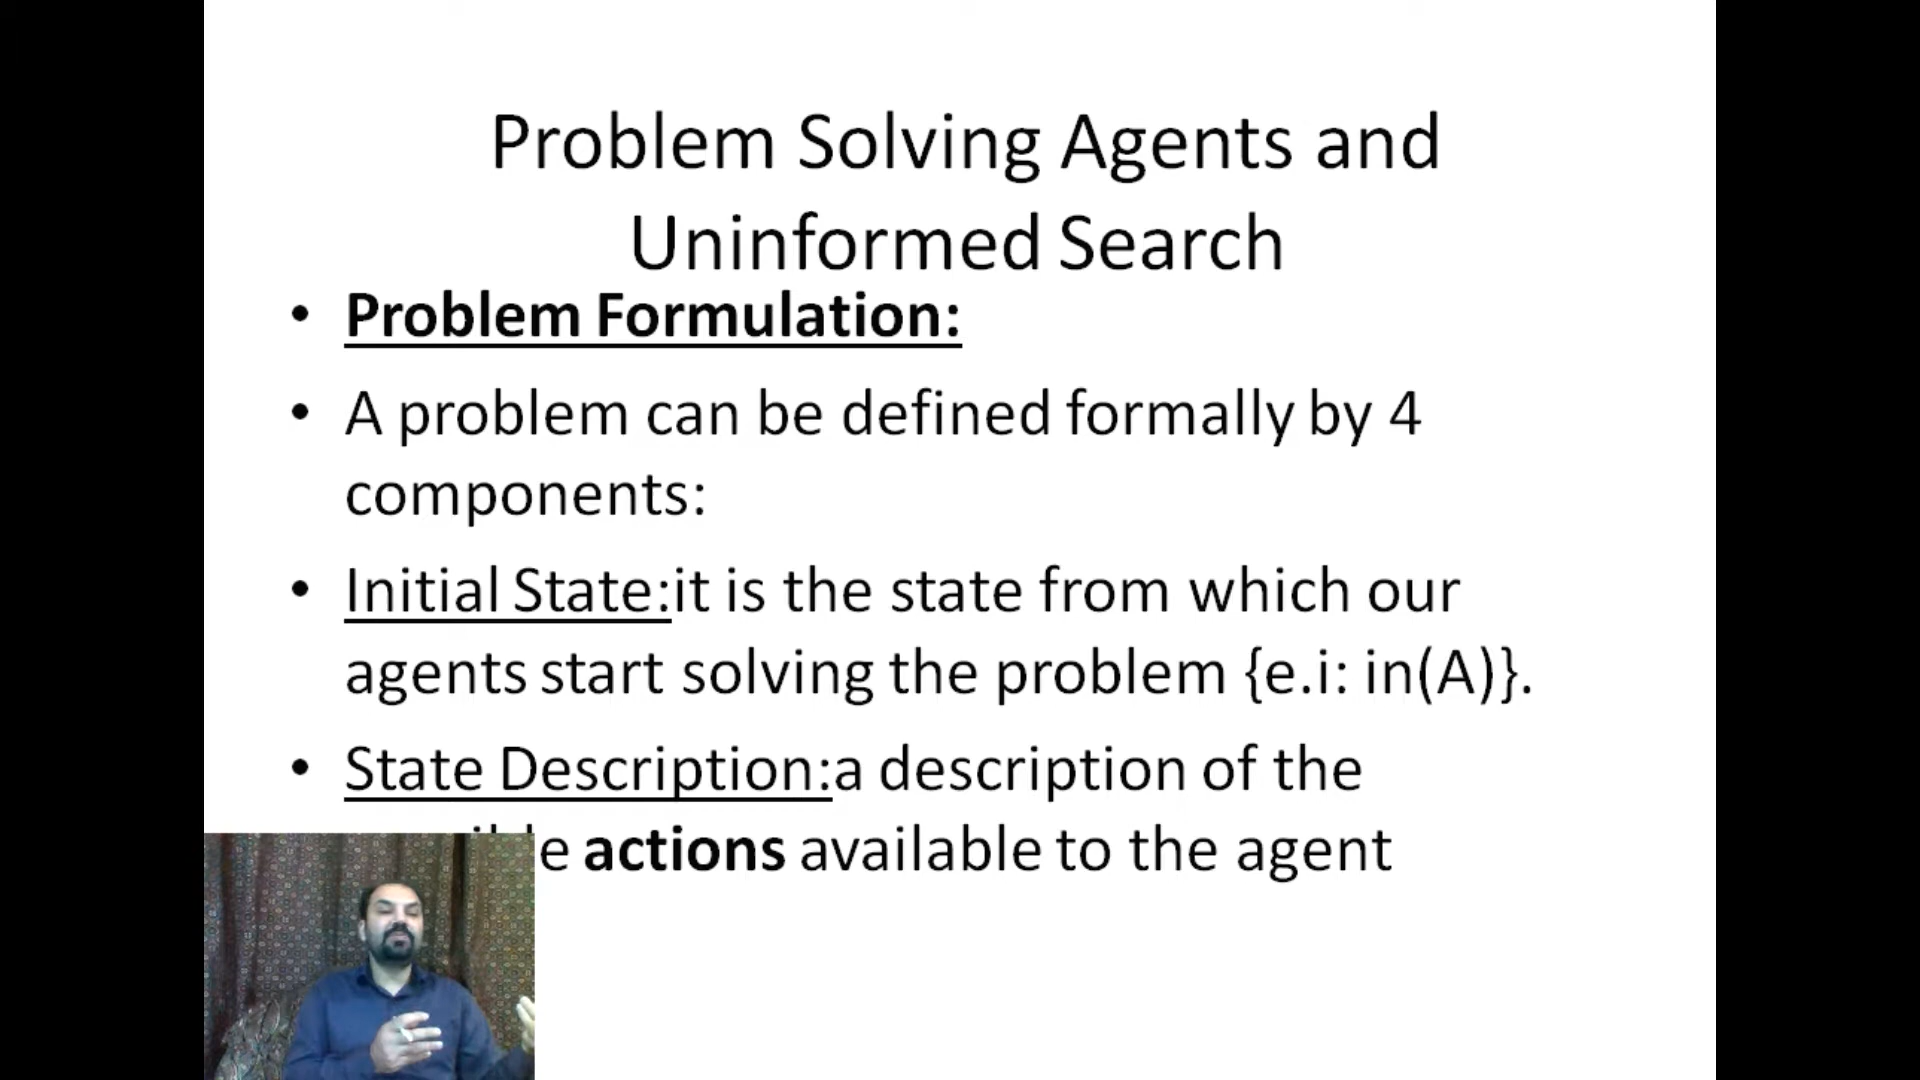 Problem Solving Agents and
Uninformed Search
• Problem Formulation:
• A problem can be defined formally by 4
components:
• Initial State:it is the state from which our
agents start solving the problem {e.i: in(A)}.
• State Description:a description of the
actions available to the agent